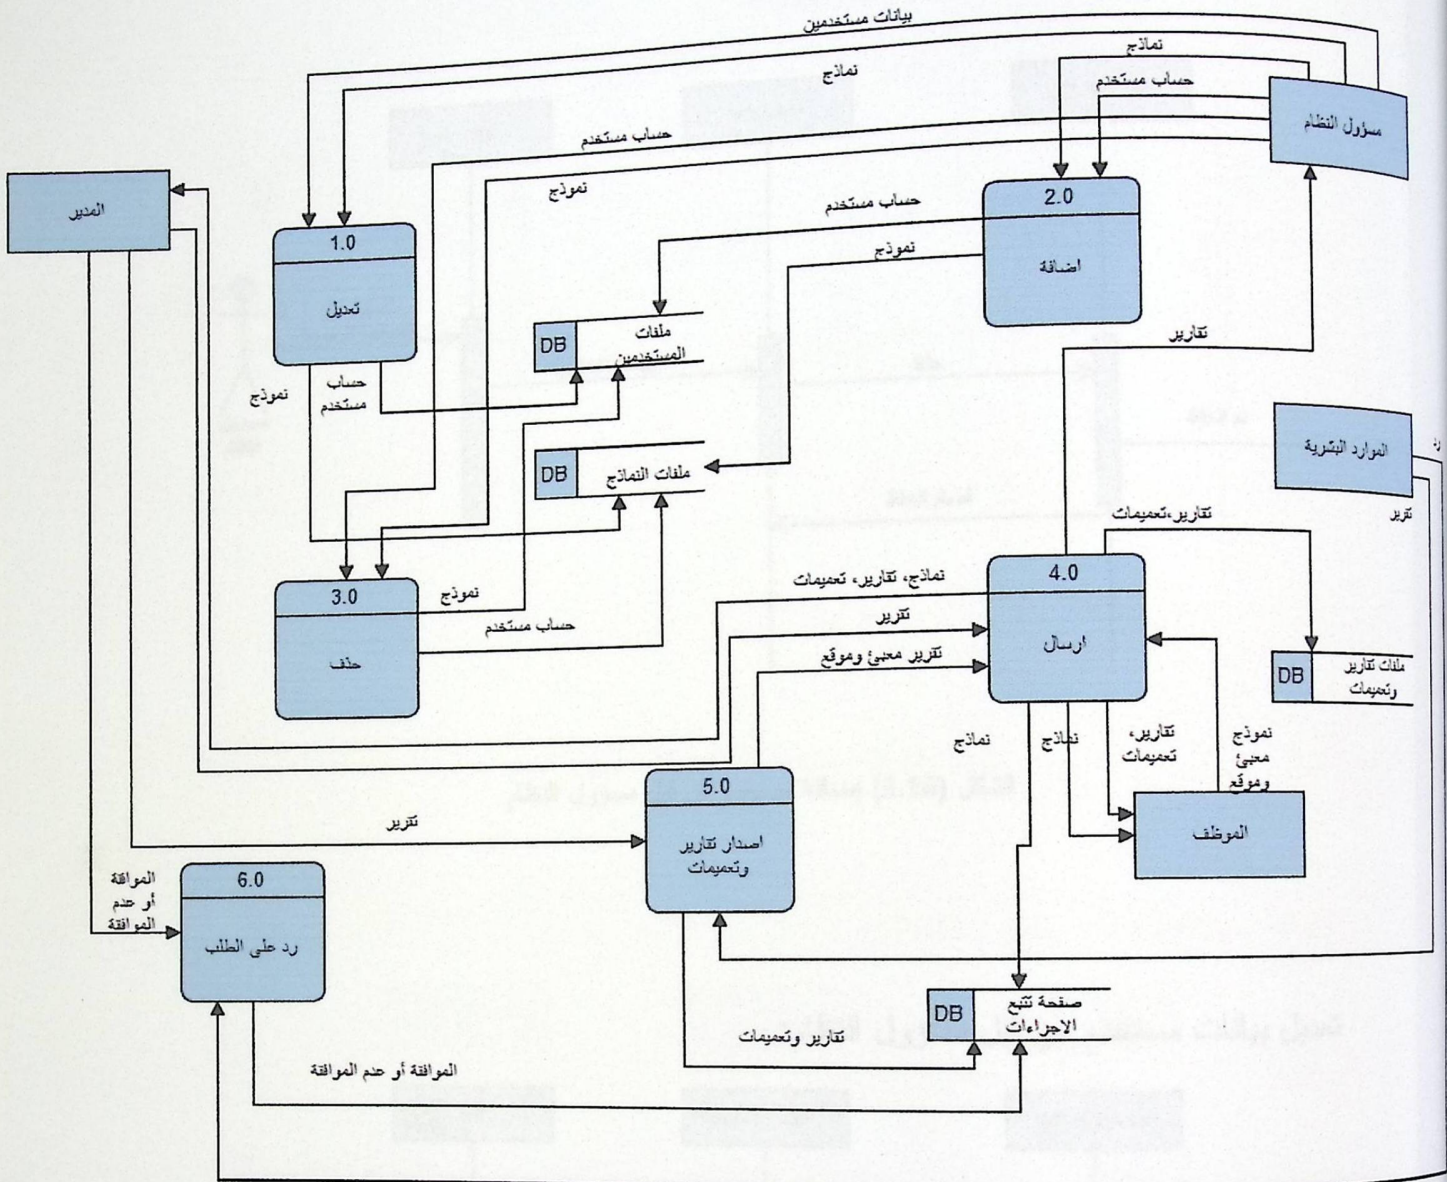 بيانات مستخدمين
نماذج
نماذج
حساب مستخدم
مسؤول النظام
حساب مستخدم
نموذج
المدير
1.0
تعديل
2.0
اضافة
حساب مستخدم
نموذج
DB
ملفات
المستخدمين
تقارير
نموذج
حساب
مستخدم
الموارد البشرية
رد
تقرير
DB
ملفات النماذج
تقارير،تعميمات
3.0
حذف
نموذج
حساب مستخدم
نماذج، تقارير، تعميمات
تقرير
تقرير معبئ وموقع
4.0
ارسال
DB
ملفات تقارير
وتعميمات
نماذج
نماذج
تقارير،
تعميمات
نموذج
معبئ
وموقع
5.0
اصدار تقارير
وتعميمات
الموظف
تقرير
الموافقة
أو عدم
الموافقة
6.0
رد على الطلب
DB
صفحة تتبع
الاجراءات
تقارير وتعميمات
الموافقة أو عدم الموافقة